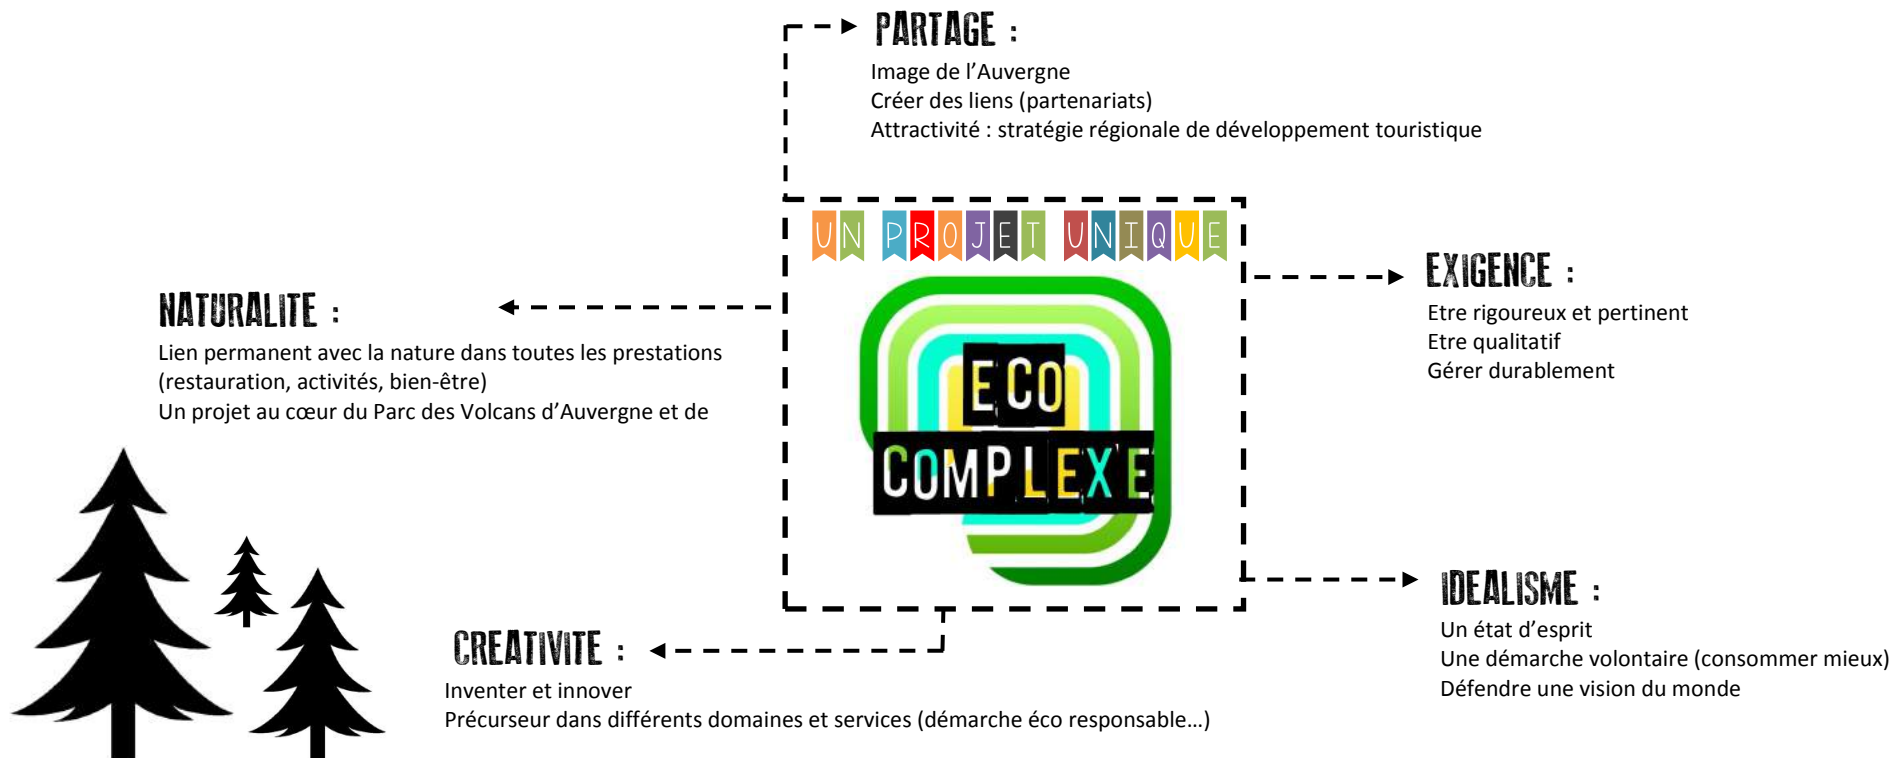 PARTAGE :
Image de l’Auvergne
Créer des liens (partenariats)
Attractivité : stratégie régionale de développement touristique
UN PROJET UNIQUE
ECO
COMPLEXE
EXIGENCE :
Etre rigoureux et pertinent
Etre qualitatif
Gérer durablement
NATURALITE :
Lien permanent avec la nature dans toutes les prestations
(restauration, activités, bien-être)
Un projet au cœur du Parc des Volcans d’Auvergne et de
IDEALISME :
Un état d’esprit
Une démarche volontaire (consommer mieux)
Défendre une vision du monde
CREATIVITE :
Inventer et innover
Précurseur dans différents domaines et services (démarche éco responsable…)